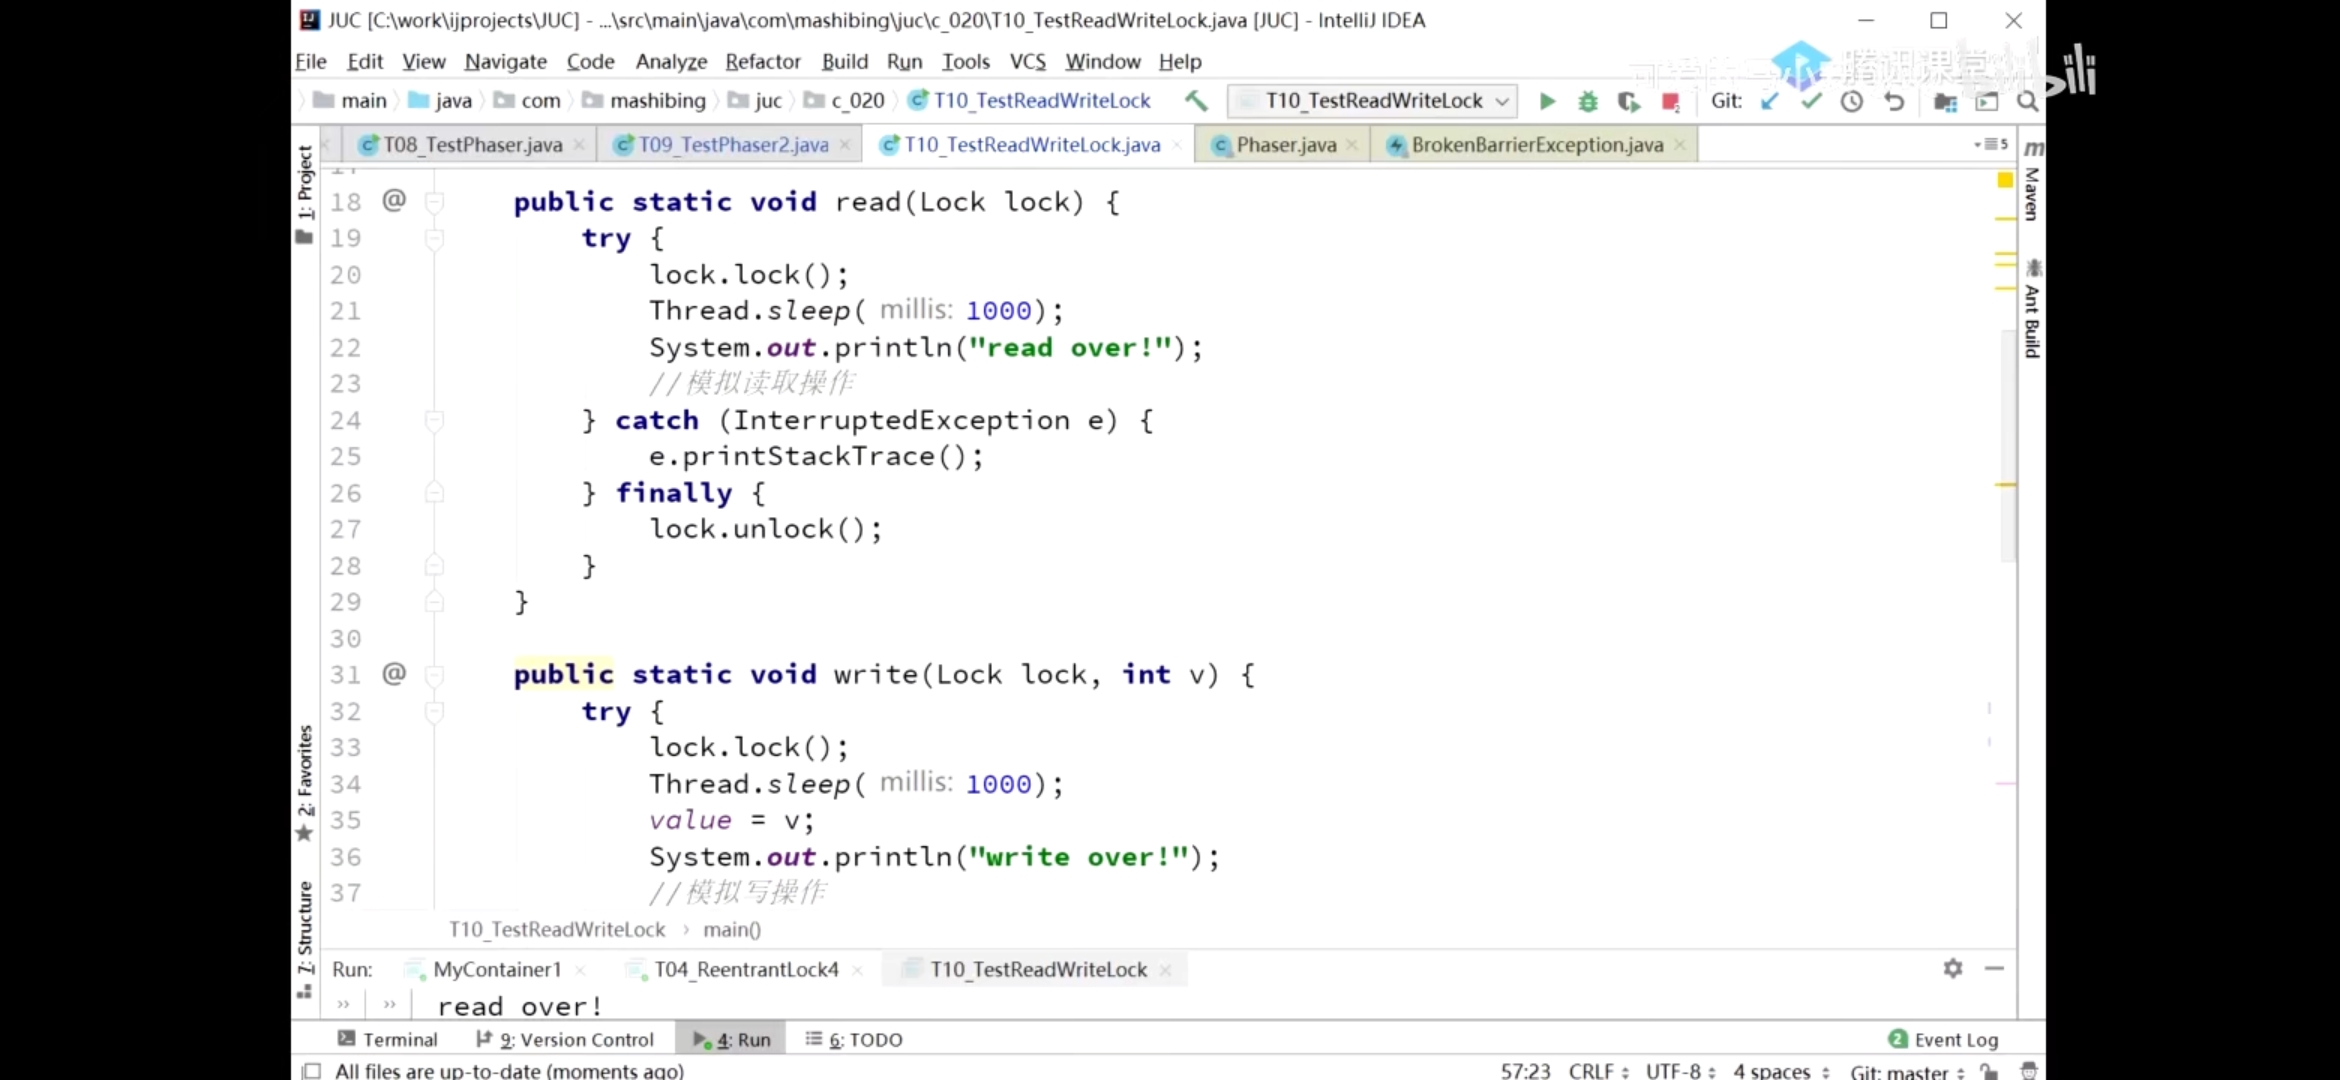 JUC [C:\work\ijprojects\JUC] - ...\src\main\java\com\mashibing\juc\c_020\T10_TestReadWriteLock.java [JUC] - IntelliJ IDEA
File Edit View Navigate Code Analyze Refactor Build Run Tools VCS Window Help
main java com mashibing juc c_020 T10_TestReadWriteLock T10_TestReadWriteLock Git:
腾讯课堂
T08_TestPhaser.java T09_TestPhaser2.java T10_TestReadWriteLock.java Phaser.java BrokenBarrierException.java 5
1: Project
Maven
Ant Build
18 @ public static void read(Lock lock) {
19 try {
20 lock.lock();
21 Thread.sleep( millis: 1000);
22 System.out.println("read over!");
23 //模拟读取操作
24 } catch (InterruptedException e) {
25 e.printStackTrace();
26 } finally {
27 lock.unlock();
28 }
29 }
30
31 @ public static void write(Lock lock, int v) {
32 try {
33 lock.lock();
34 Thread.sleep( millis: 1000);
35 value = v;
36 System.out.println("write over!");
37 //模拟写操作
2: Favorites
7: Structure
T10_TestReadWriteLock › main()
Run: MyContainer1 T04_ReentrantLock4 T10_TestReadWriteLock
» » read over!
Terminal 9: Version Control 4: Run 6: TODO 2 Event Log
All files are up-to-date (moments ago) 57:23 CRLF UTF-8 4 spaces Git: master